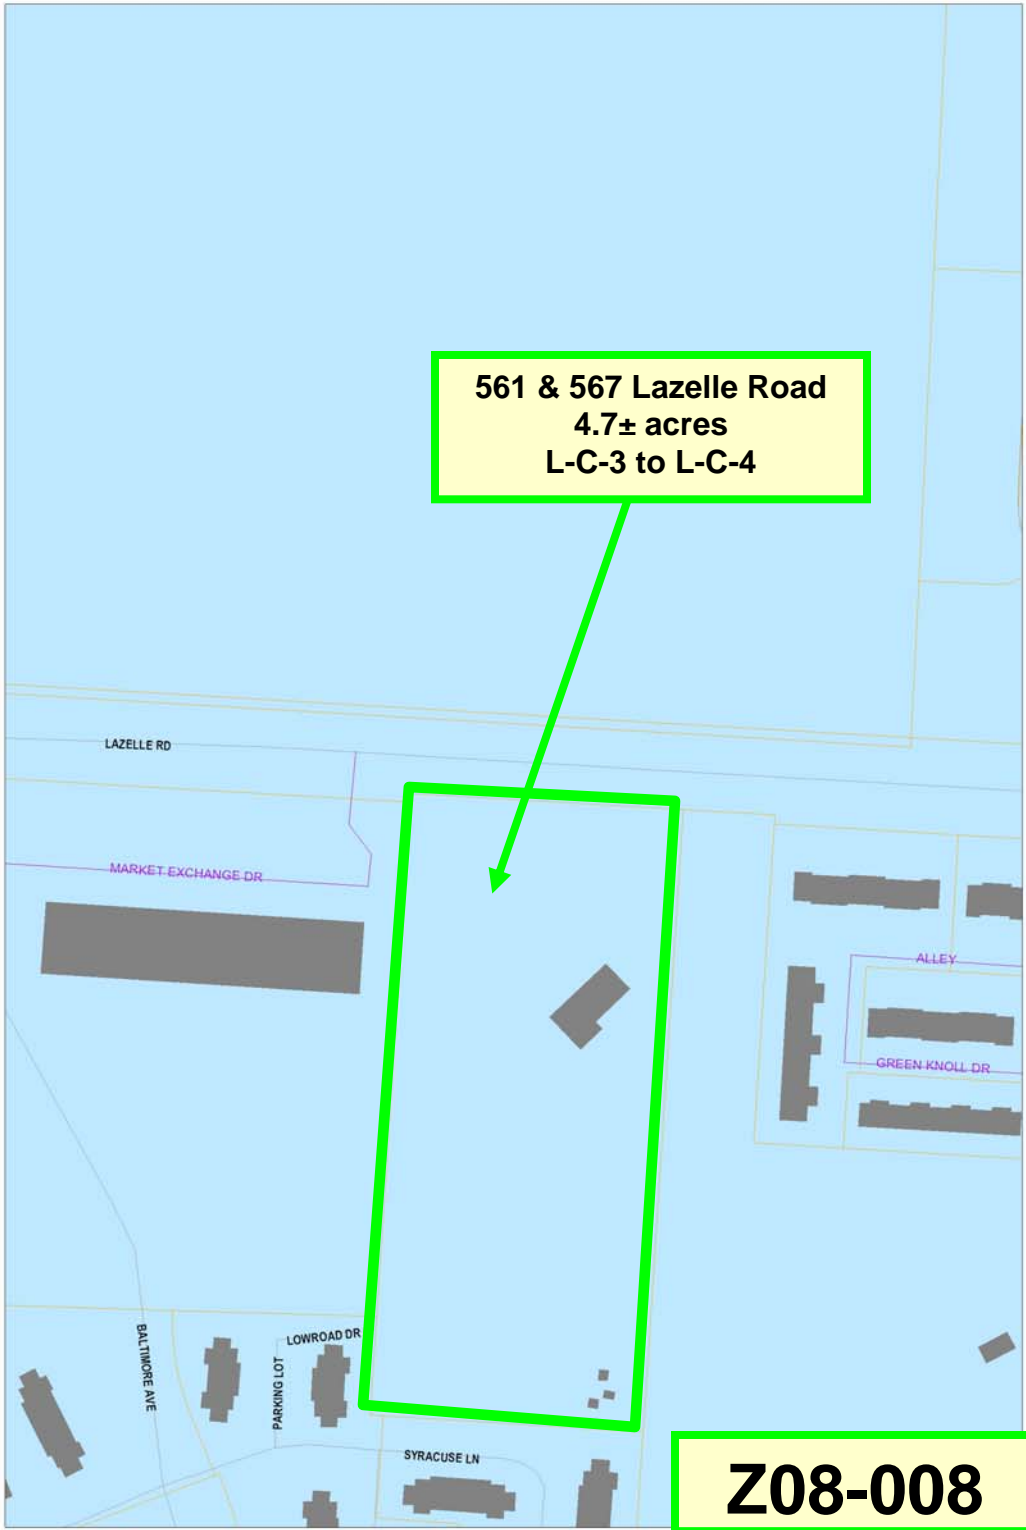 561 & 567 Lazelle Road
4.7± acres
L-C-3 to L-C-4
LAZELLE RD
MARKET EXCHANGE DR
ALLEY
GREEN KNOLL DR
BALTIMORE AVE
LOWROAD DR
PARKING LOT
SYRACUSE LN
Z08-008